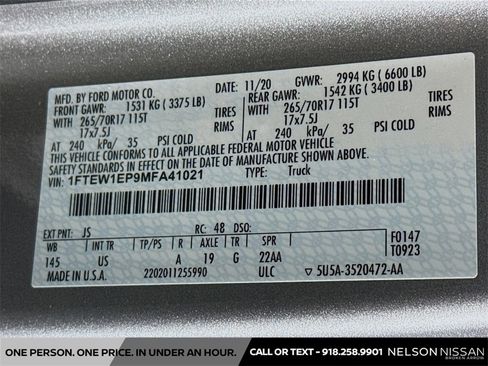 MFD. BY FORD MOTOR CO. 11/20 GVWR: 2994 KG (6600 LB)
FRONT GAWR: 1531 KG (3375 LB) REAR GAWR: 1542 KG (3400 LB)
WITH 265/70R17 115T TIRES WITH 265/70R17 115T TIRES
17x7.5J RIMS 17x7.5J RIMS
AT 240 kPa/ 35 PSI COLD AT 240 kPa/ 35 PSI COLD
THIS VEHICLE CONFORMS TO ALL APPLICABLE FEDERAL MOTOR VEHICLE
SAFETY STANDARDS IN EFFECT ON THE DATE OF MANUFACTURE SHOWN ABOVE.
VIN: 1FTEW1EP9MFA41021 TYPE: Truck
EXT PNT: JS RC: 48 DSO: F0147
WB INT TR TP/PS R AXLE TR SPR T0923
145 US A 19 G 22AA
MADE IN U.S.A. 2202011255990 ULC ▽ 5U5A-3520472-AA
ONE PERSON. ONE PRICE. IN UNDER AN HOUR. CALL OR TEXT - 918.258.9901 NELSON NISSAN
BROKEN ARROW